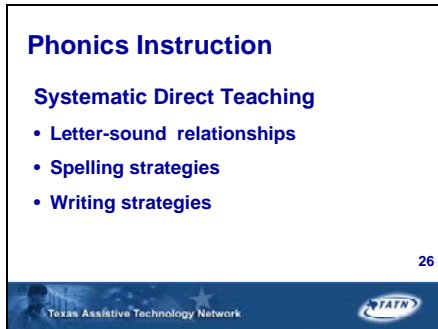 Phonics Instruction
Systematic Direct Teaching
• Letter-sound relationships
• Spelling strategies
• Writing strategies
26
Texas Assistive Technology Network
TATN